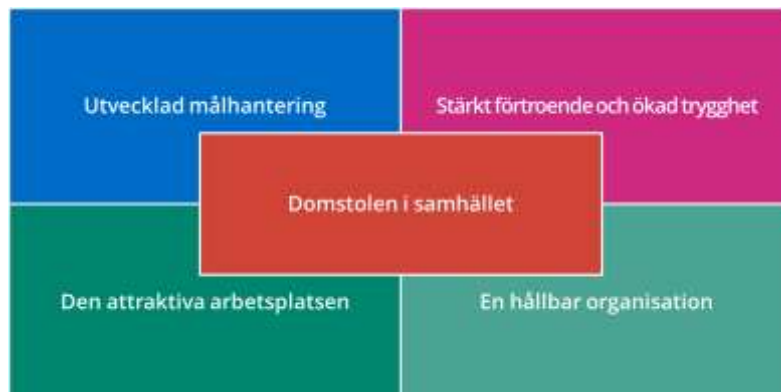 Utvecklad målhantering
Stärkt förtroende och ökad trygghet
Domstolen i samhället
Den attraktiva arbetsplatsen
En hållbar organisation